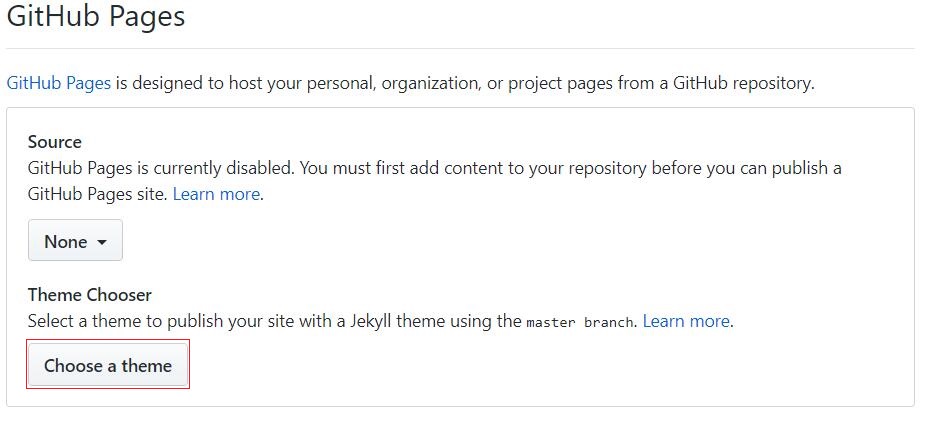 GitHub Pages
GitHub Pages is designed to host your personal, organization, or project pages from a GitHub repository.
Source
GitHub Pages is currently disabled. You must first add content to your repository before you can publish a
GitHub Pages site. Learn more.
None
Theme Chooser
Select a theme to publish your site with a Jekyll theme using the master branch. Learn more.
Choose a theme